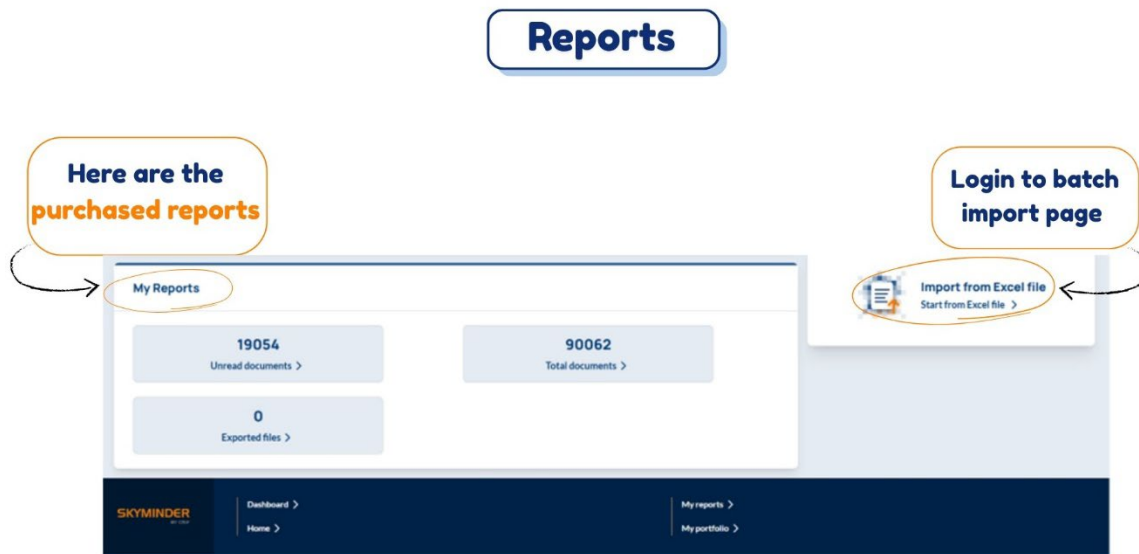 Reports
Here are the
purchased reports
Login to batch
import page
My Reports
Import from Excel file
Start from Excel file >
19054
Unread documents >
90062
Total documents >
0
Exported files >
SKYMINDER
Dashboard >
Home >
My reports >
My portfolio >